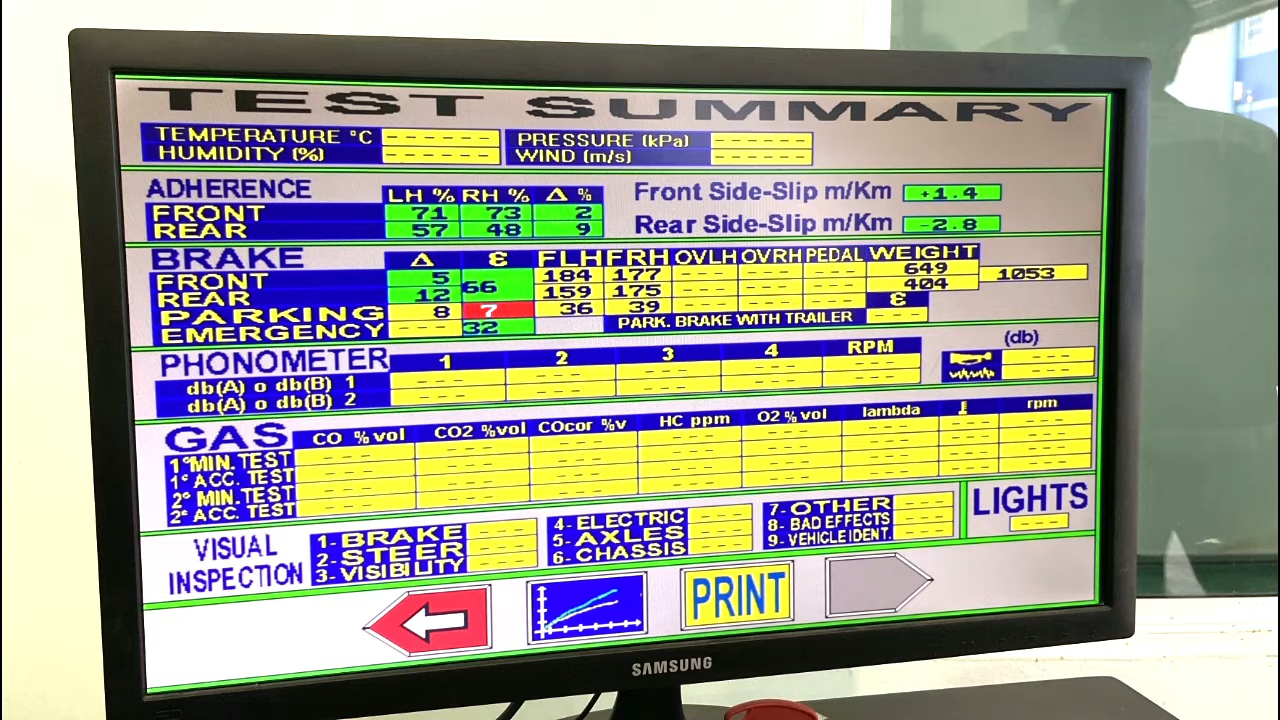 TEST SUMMARY
TEMPERATURE °C - - - - - - PRESSURE (kPa) - - - - - -
HUMIDITY (%) - - - - - - WIND (m/s) - - - - - -
ADHERENCE LH % RH % Δ % Front Side-Slip m/Km +1.4
FRONT 71 73 2
REAR 57 48 9 Rear Side-Slip m/Km -2.8
BRAKE Δ Ɛ FLH FRH OVLH OVRH PEDAL WEIGHT
FRONT 5 66 184 177 - - - - - - - - - 649 1053
REAR 12 159 175 - - - - - - - - - 404
PARKING 8 7 36 39 - - - - - - - - - Ɛ
EMERGENCY - - - 32 PARK. BRAKE WITH TRAILER - - -
PHONOMETER 1 2 3 4 RPM (db)
db(A) o db(B) 1 - - - - - - - - - - - - - - - - - -
db(A) o db(B) 2 - - - - - - - - - - - - - - - - - -
GAS CO %vol CO2 %vol COcor %v HC ppm O2 %vol lambda rpm
1° MIN. TEST - - - - - - - - - - - - - - - - - - - - - - - -
1° ACC. TEST - - - - - - - - - - - - - - - - - - - - - - - -
2° MIN. TEST - - - - - - - - - - - - - - - - - - - - - - - -
2° ACC. TEST - - - - - - - - - - - - - - - - - - - - - - - -
VISUAL INSPECTION
1- BRAKE - - - 4- ELECTRIC - - - 7- OTHER - - -
2- STEER - - - 5- AXLES - - - 8- BAD EFFECTS - - -
3- VISIBILITY - - - 6- CHASSIS - - - 9- VEHICLE IDENT. - - -
LIGHTS
- - -
PRINT
SAMSUNG